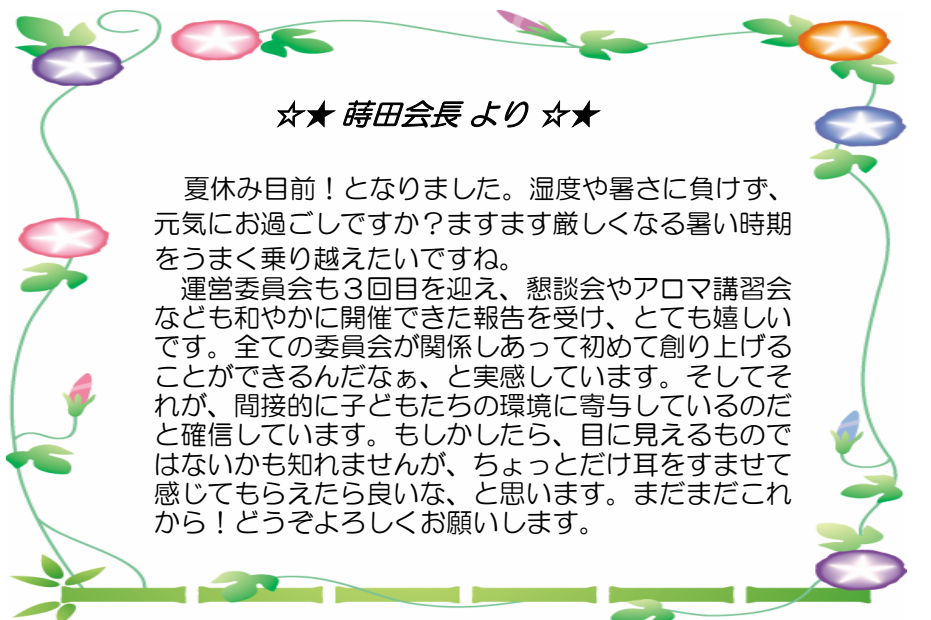 ☆★ 蒔田会長 より ☆★
夏休み目前！となりました。湿度や暑さに負けず、
元気にお過ごしですか？ますます厳しくなる暑い時期
をうまく乗り越えたいですね。
運営委員会も３回目を迎え、懇談会やアロマ講習会
なども和やかに開催できた報告を受け、とても嬉しい
です。全ての委員会が関係しあって初めて創り上げる
ことができるんだなぁ、と実感しています。そしてそ
れが、間接的に子どもたちの環境に寄与しているのだ
と確信しています。もしかしたら、目に見えるもので
はないかも知れませんが、ちょっとだけ耳をすませて
感じてもらえたら良いな、と思います。まだまだこれ
から！どうぞよろしくお願いします。